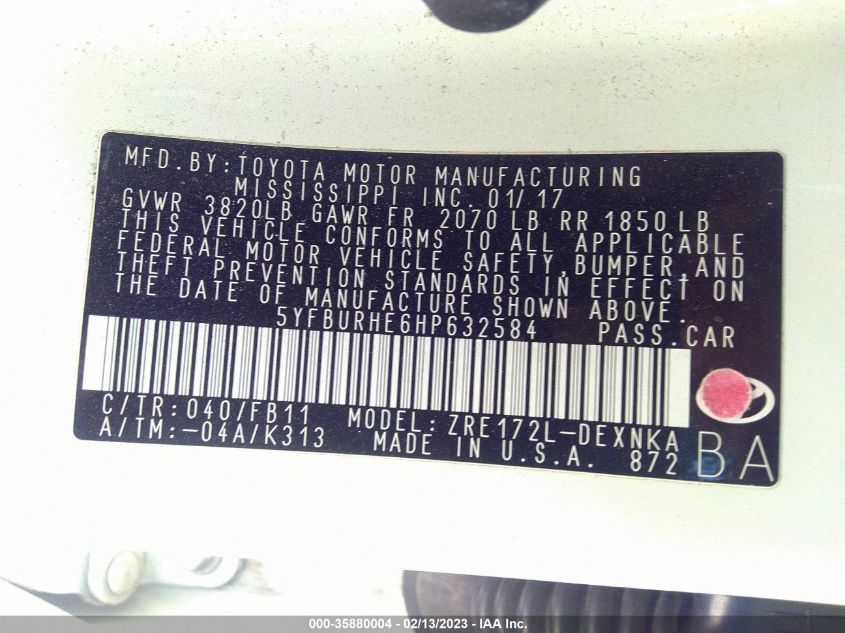 MFD.BY:TOYOTA MOTOR MANUFACTURING
MISSISSIPPI INC. 01/17
GVWR 3820LB GAWR FR 2070 LB RR 1850 LB
THIS VEHICLE CONFORMS TO ALL APPLICABLE
FEDERAL MOTOR VEHICLE SAFETY,BUMPER,AND
THEFT PREVENTION STANDARDS IN EFFECT ON
THE DATE OF MANUFACTURE SHOWN ABOVE.
5YFBURHE6HP632584 PASS.CAR
C/TR:040/FB11 MODEL:ZRE172L-DEXNKA
A/TM:-04A/K313 MADE IN U.S.A. 872 BA
000-35880004 - 02/13/2023 - IAA Inc.